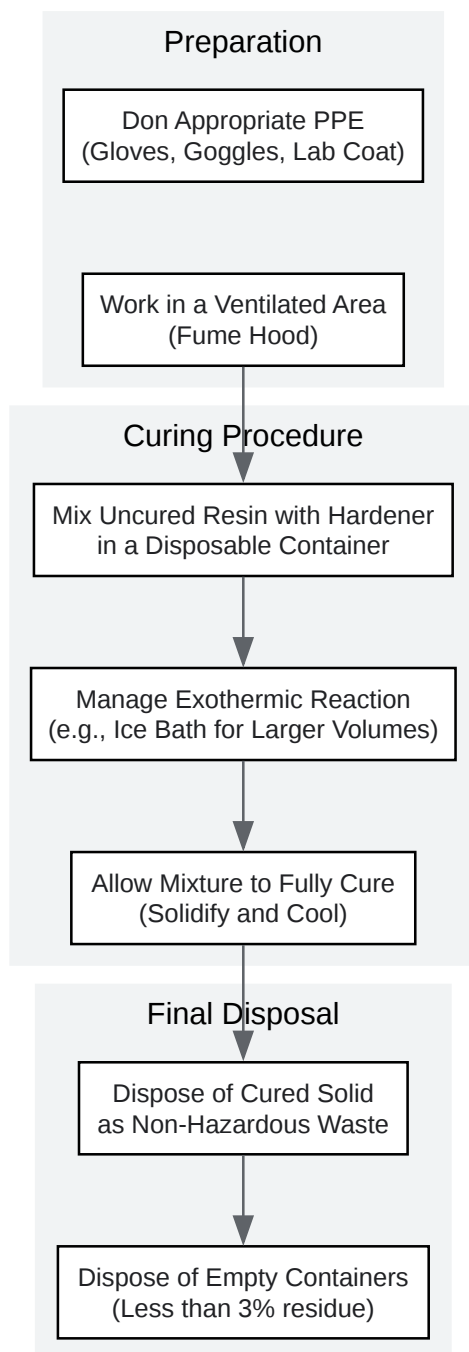 Preparation
Don Appropriate PPE
(Gloves, Goggles, Lab Coat)
Work in a Ventilated Area
(Fume Hood)
Curing Procedure
Mix Uncured Resin with Hardener
in a Disposable Container
Manage Exothermic Reaction
(e.g., Ice Bath for Larger Volumes)
Allow Mixture to Fully Cure
(Solidify and Cool)
Final Disposal
Dispose of Cured Solid
as Non-Hazardous Waste
Dispose of Empty Containers
(Less than 3% residue)